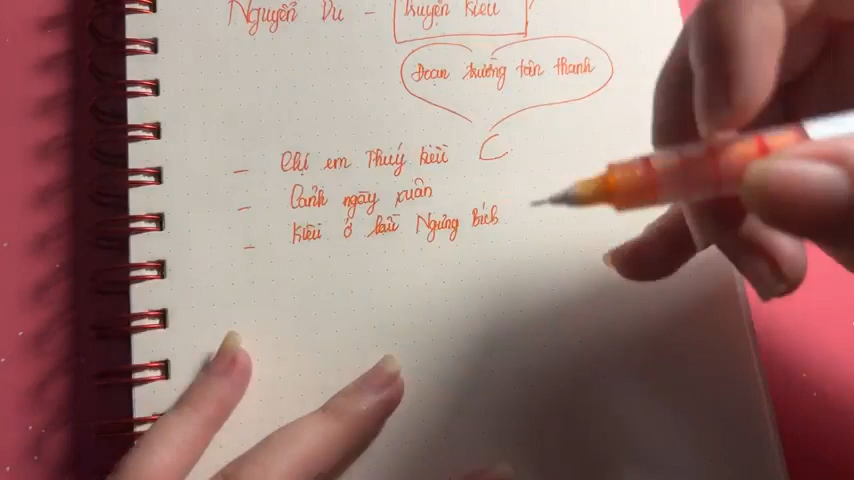 Nguyễn Du - Truyện Kiều
Đoạn trường tân thanh
C
- Chị em Thuý Kiều
- Cảnh ngày xuân
- Kiều ở lầu Ngưng Bích